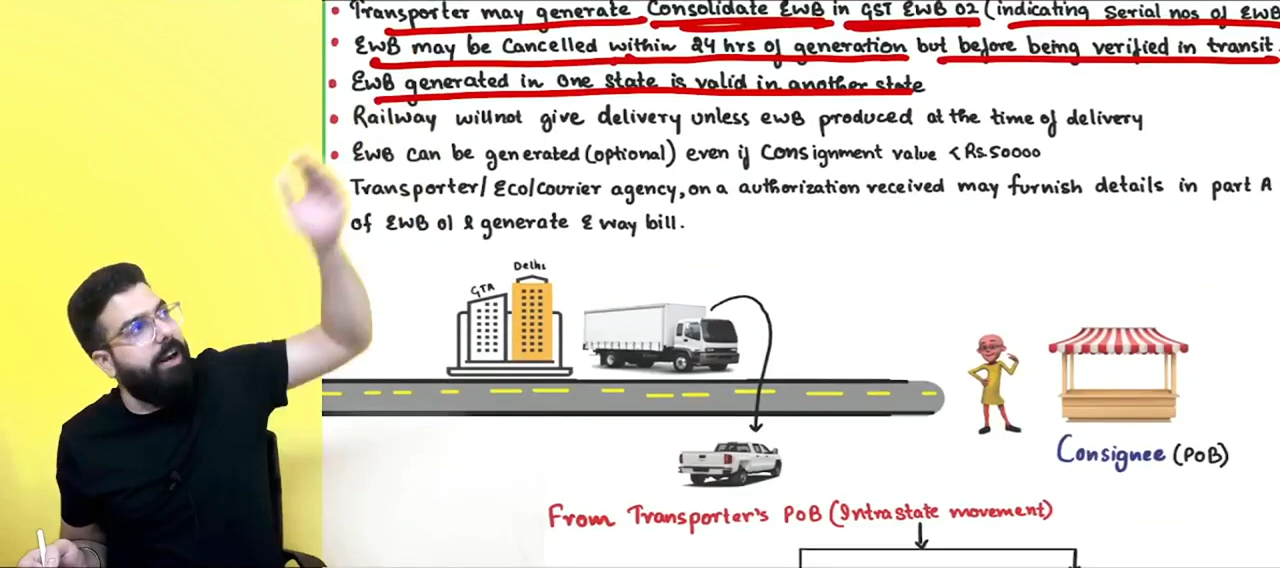 • Transporter may generate Consolidate EWB in GST EWB 02 (indicating Serial nos of EWB
• EWB may be Cancelled within 24 hrs of generation but before being verified in transit.
• EWB generated in one state is valid in another state
• Railway will not give delivery unless ewB produced at the time of delivery
• EWB can be generated (optional) even if Consignment value < Rs.50000
Transporter/ Eco/courier agency, on a authorization received may furnish details in part A
of EWB 01 & generate E way bill.
Delhi
GTA
Consignee (PoB)
From Transporter's PoB (Intrastate movement)